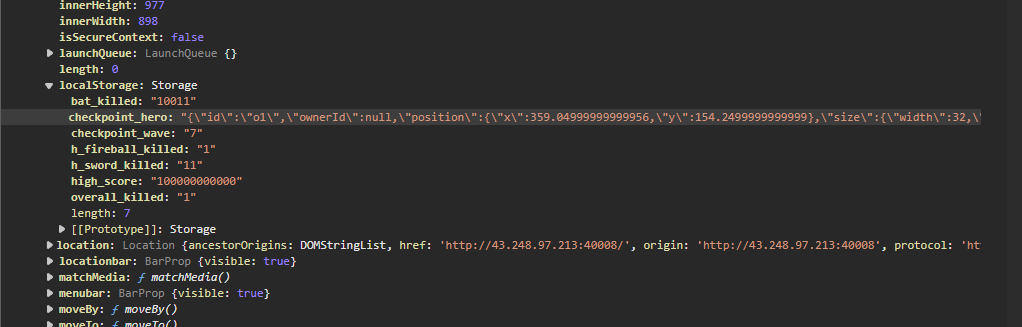 innerHeight: 977
innerWidth: 898
isSecureContext: false
launchQueue: LaunchQueue {}
length: 0
localStorage: Storage
bat_killed: "10011"
checkpoint_hero: "{\"id\":\"o1\",\"ownerId\":null,\"position\":{\"x\":359.04999999999956,\"y\":154.2499999999999},\"size\":{\"width\":32,\
checkpoint_wave: "7"
h_fireball_killed: "1"
h_sword_killed: "11"
high_score: "100000000000"
overall_killed: "1"
length: 7
[[Prototype]]: Storage
location: Location {ancestorOrigins: DOMStringList, href: 'http://43.248.97.213:40008/', origin: 'http://43.248.97.213:40008', protocol: 'ht
locationbar: BarProp {visible: true}
matchMedia: ƒ matchMedia()
menubar: BarProp {visible: true}
moveBy: ƒ moveBy()
moveTo: ƒ moveTo()